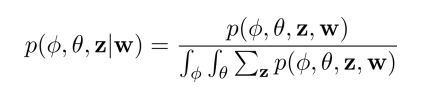 p(ϕ, θ, z|w) = p(ϕ, θ, z, w) / ∫_ϕ ∫_θ ∑_z p(ϕ, θ, z, w)